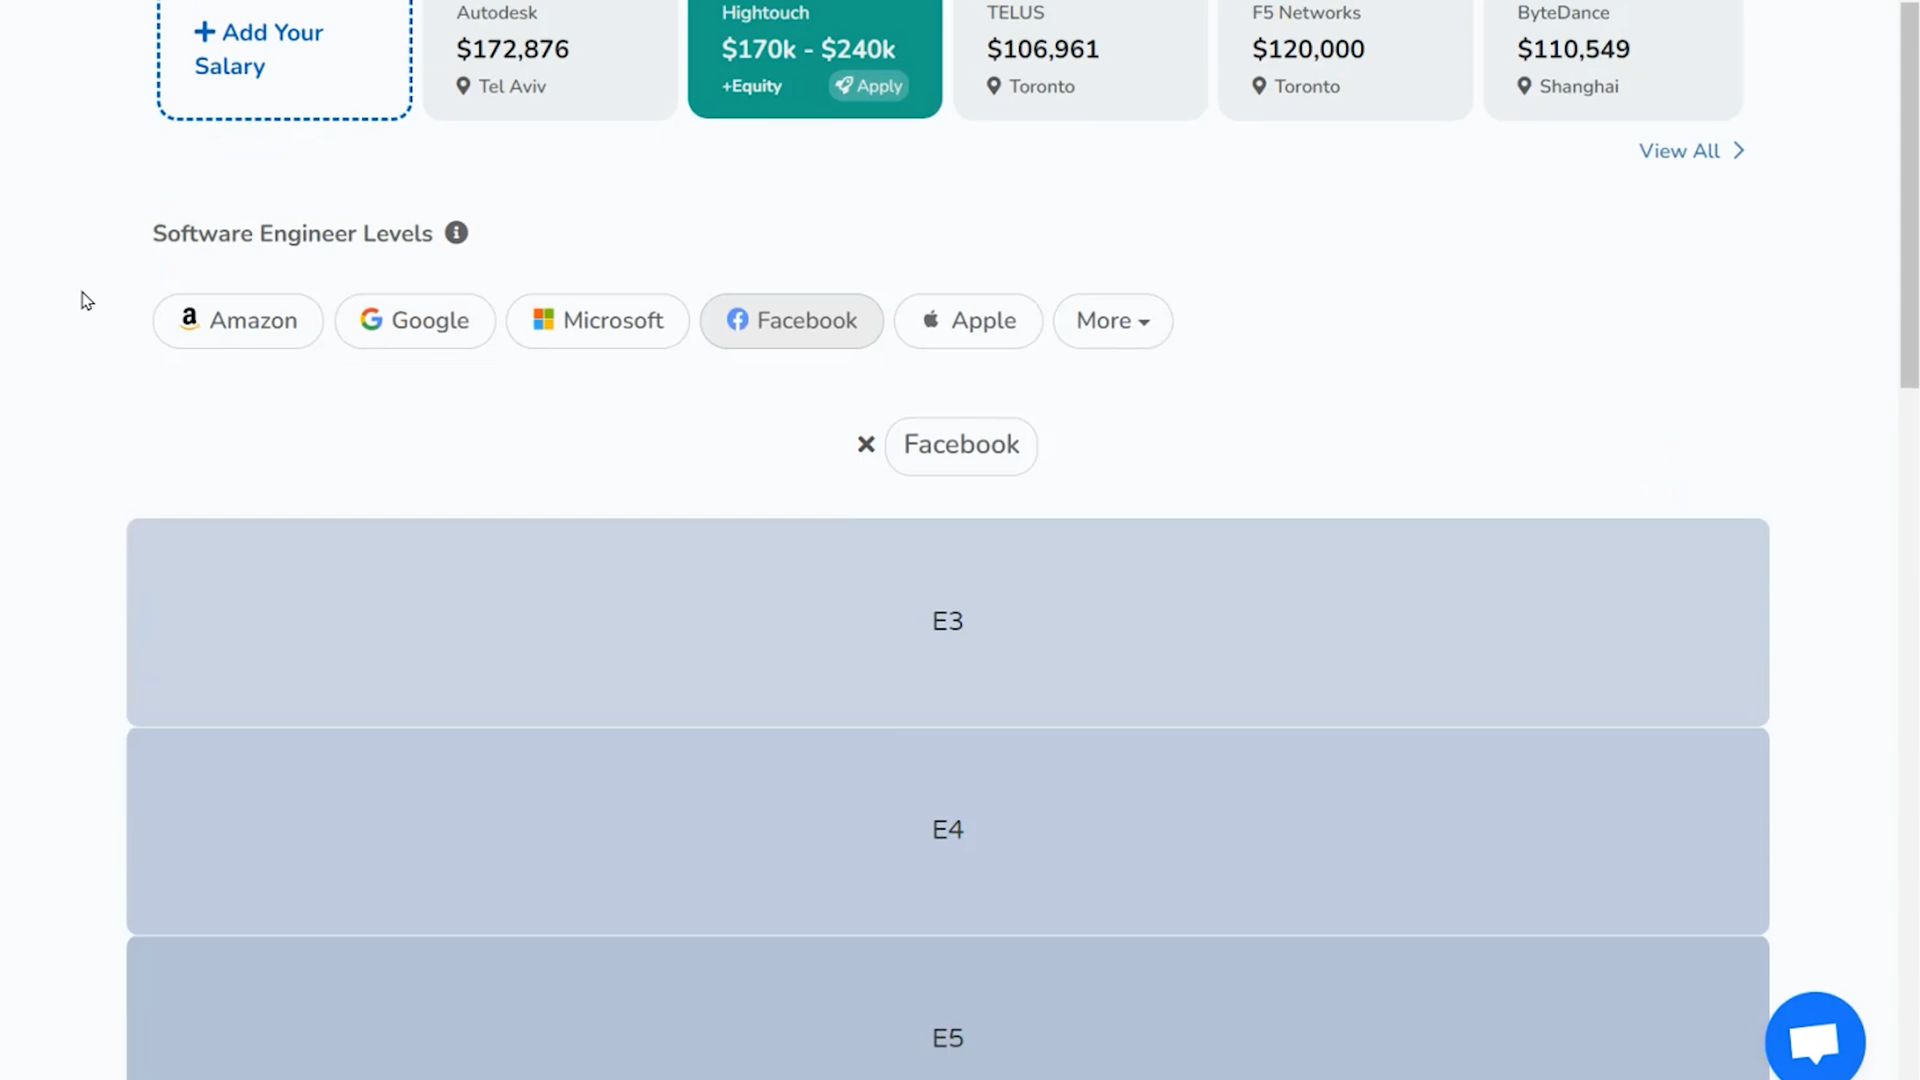 Add Your
Salary
Autodesk
$172,876
Tel Aviv
Hightouch
$170k - $240k
+Equity
Apply
TELUS
$106,961
Toronto
F5 Networks
$120,000
Toronto
ByteDance
$110,549
Shanghai
View All
Software Engineer Levels
Amazon
Google
Microsoft
Facebook
Apple
More
Facebook
E3
E4
E5